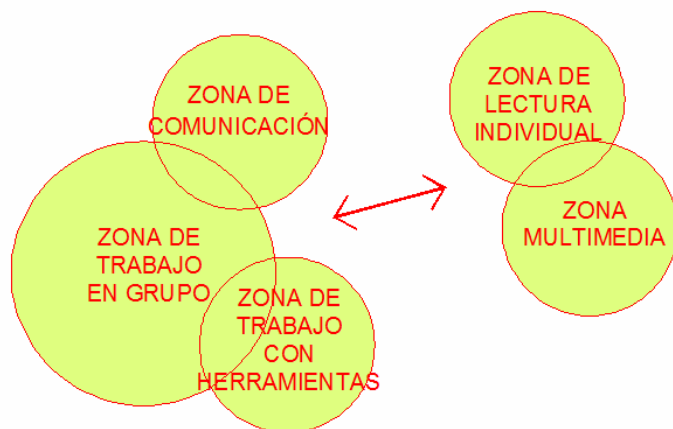 ZONA DE
COMUNICACIÓN
ZONA DE
TRABAJO
EN GRUPO
ZONA DE
TRABAJO
CON
HERRAMIENTAS
ZONA DE
LECTURA
INDIVIDUAL
ZONA
MULTIMEDIA